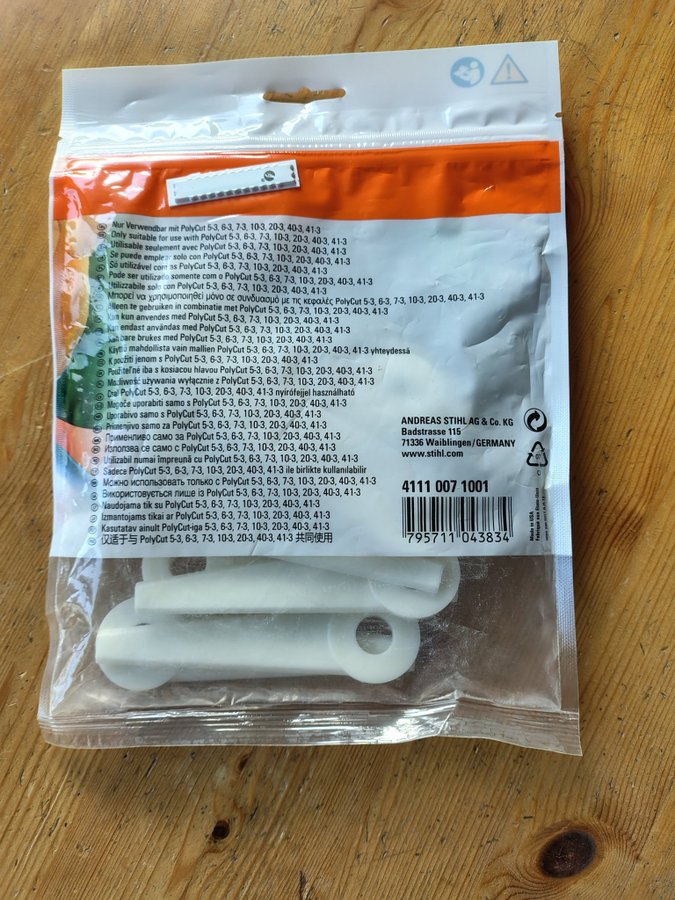 Nur Verwendbar mit PolyCut 5-3, 6-3, 7-3, 10-3, 20-3, 40-3, 41-3
Only suitable for use with PolyCut 5-3, 6-3, 7-3, 10-3, 20-3, 40-3, 41-3
Utilisable seulement avec PolyCut 5-3, 6-3, 7-3, 10-3, 20-3, 40-3, 41-3
Se puede emplear solo con PolyCut 5-3, 6-3, 7-3, 10-3, 20-3, 40-3, 41-3
Só utilizável com as PolyCut 5-3, 6-3, 7-3, 10-3, 20-3, 40-3, 41-3
Pode ser utilizado somente com o PolyCut 5-3, 6-3, 7-3, 10-3, 20-3, 40-3, 41-3
Utilizzabile solo con PolyCut 5-3, 6-3, 7-3, 10-3, 20-3, 40-3, 41-3
Μπορεί να χρησιμοποιηθεί μόνο σε συνδυασμό με τις κεφαλές PolyCut 5-3, 6-3, 7-3, 10-3, 20-3, 40-3, 41-3
Alleen te gebruiken in combinatie met PolyCut 5-3, 6-3, 7-3, 10-3, 20-3, 40-3, 41-3
Kan kun anvendes med PolyCut 5-3, 6-3, 7-3, 10-3, 20-3, 40-3, 41-3
Kan endast användas med PolyCut 5-3, 6-3, 7-3, 10-3, 20-3, 40-3, 41-3
Kan bare brukes med PolyCut 5-3, 6-3, 7-3, 10-3, 20-3, 40-3, 41-3
Käyttö mahdollista vain mallien PolyCut 5-3, 6-3, 7-3, 10-3, 20-3, 40-3, 41-3 yhteydessä
K použití jenom s PolyCut 5-3, 6-3, 7-3, 10-3, 20-3, 40-3, 41-3
Použiteľné iba s kosiacou hlavou PolyCut 5-3, 6-3, 7-3, 10-3, 20-3, 40-3, 41-3
Możliwość używania wyłącznie z PolyCut 5-3, 6-3, 7-3, 10-3, 20-3, 40-3, 41-3
Csal PolyCut 5-3, 6-3, 7-3, 10-3, 20-3, 40-3, 41-3 nyírófejjel használható
Mogoče uporabiti samo s PolyCut 5-3, 6-3, 7-3, 10-3, 20-3, 40-3, 41-3
Uporabivo samo s PolyCut 5-3, 6-3, 7-3, 10-3, 20-3, 40-3, 41-3
Primenjivo samo za PolyCut 5-3, 6-3, 7-3, 10-3, 20-3, 40-3, 41-3
Применливо само за PolyCut 5-3, 6-3, 7-3, 10-3, 20-3, 40-3, 41-3
Използва се само с PolyCut 5-3, 6-3, 7-3, 10-3, 20-3, 40-3, 41-3
Utilizabil numai împreună cu PolyCut 5-3, 6-3, 7-3, 10-3, 20-3, 40-3, 41-3
Sadece PolyCut 5-3, 6-3, 7-3, 10-3, 20-3, 40-3, 41-3 ile birlikte kullanılabilir
Можно использовать только с PolyCut 5-3, 6-3, 7-3, 10-3, 20-3, 40-3, 41-3
Використовується лише із PolyCut 5-3, 6-3, 7-3, 10-3, 20-3, 40-3, 41-3
Naudojama tik su PolyCut 5-3, 6-3, 7-3, 10-3, 20-3, 40-3, 41-3
Izmantojams tikai ar PolyCut 5-3, 6-3, 7-3, 10-3, 20-3, 40-3, 41-3
Kasutatav ainult PolyCut-iga 5-3, 6-3, 7-3, 10-3, 20-3, 40-3, 41-3
仅适于与 PolyCut 5-3, 6-3, 7-3, 10-3, 20-3, 40-3, 41-3 共同使用
ANDREAS STIHL AG & Co. KG
Badstrasse 115
71336 Waiblingen/GERMANY
www.stihl.com
4111 007 1001
795711 043834
Made in USA